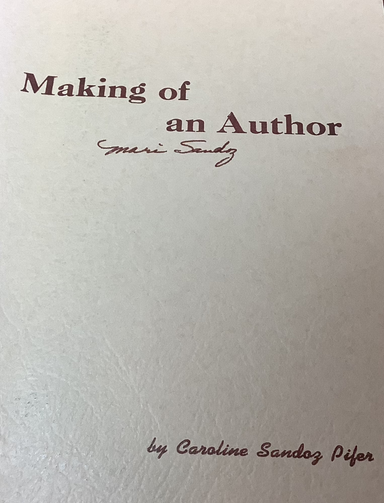 Making of
an Author
Mari Sandoz
by Caroline Sandoz Pifer